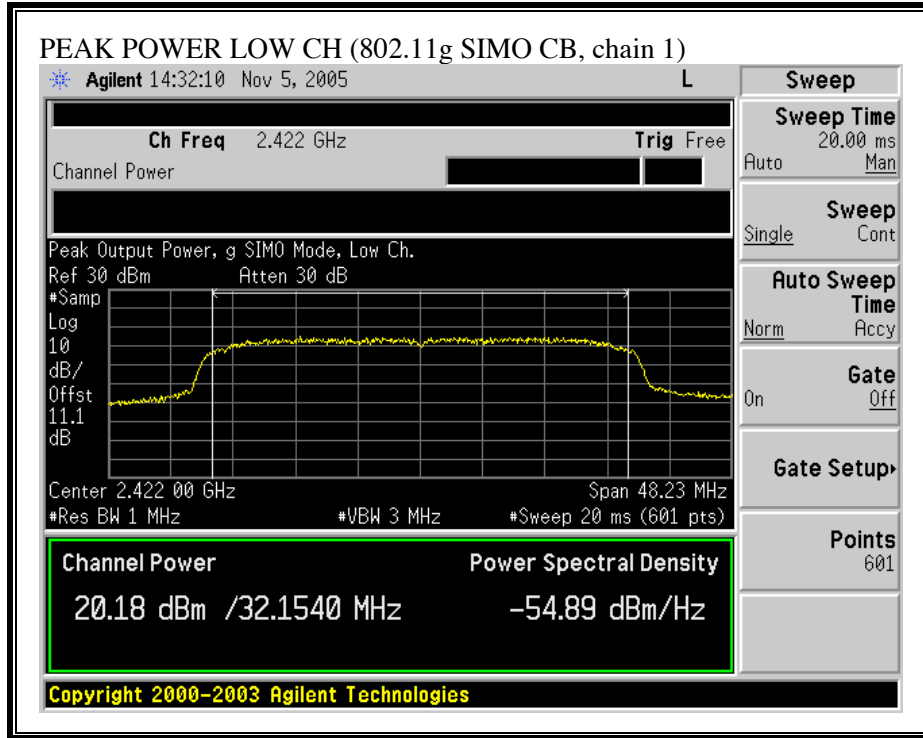 PEAK POWER LOW CH (802.11g SIMO CB, chain 1)
Agilent 14:32:10 Nov 5, 2005 L
Ch Freq 2.422 GHz Trig Free
Channel Power
Peak Output Power, g SIMO Mode, Low Ch.
Ref 30 dBm Atten 30 dB
#Samp
Log
10
dB/
Offst
11.1
dB
Center 2.422 00 GHz Span 48.23 MHz
#Res BW 1 MHz #VBW 3 MHz #Sweep 20 ms (601 pts)
Channel Power Power Spectral Density
20.18 dBm /32.1540 MHz -54.89 dBm/Hz
Copyright 2000-2003 Agilent Technologies
Sweep
Sweep Time
20.00 ms
Auto Man
Sweep
Single Cont
Auto Sweep
Time
Norm Accy
Gate
On Off
Gate Setup▸
Points
601